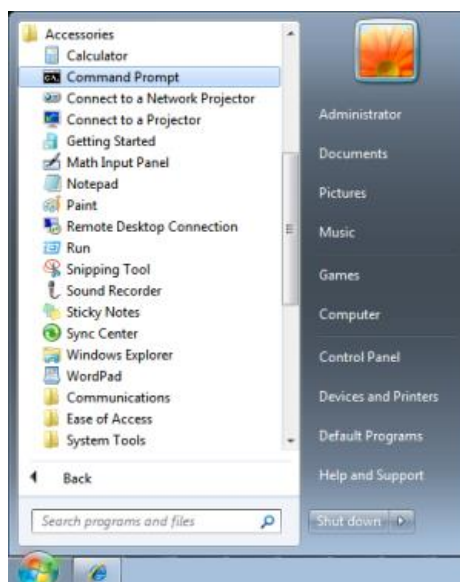 Accessories
Calculator
Command Prompt
Connect to a Network Projector
Connect to a Projector
Getting Started
Math Input Panel
Notepad
Paint
Remote Desktop Connection
Run
Snipping Tool
Sound Recorder
Sticky Notes
Sync Center
Windows Explorer
WordPad
Communications
Ease of Access
System Tools
Back
Search programs and files
Administrator
Documents
Pictures
Music
Games
Computer
Control Panel
Devices and Printers
Default Programs
Help and Support
Shut down